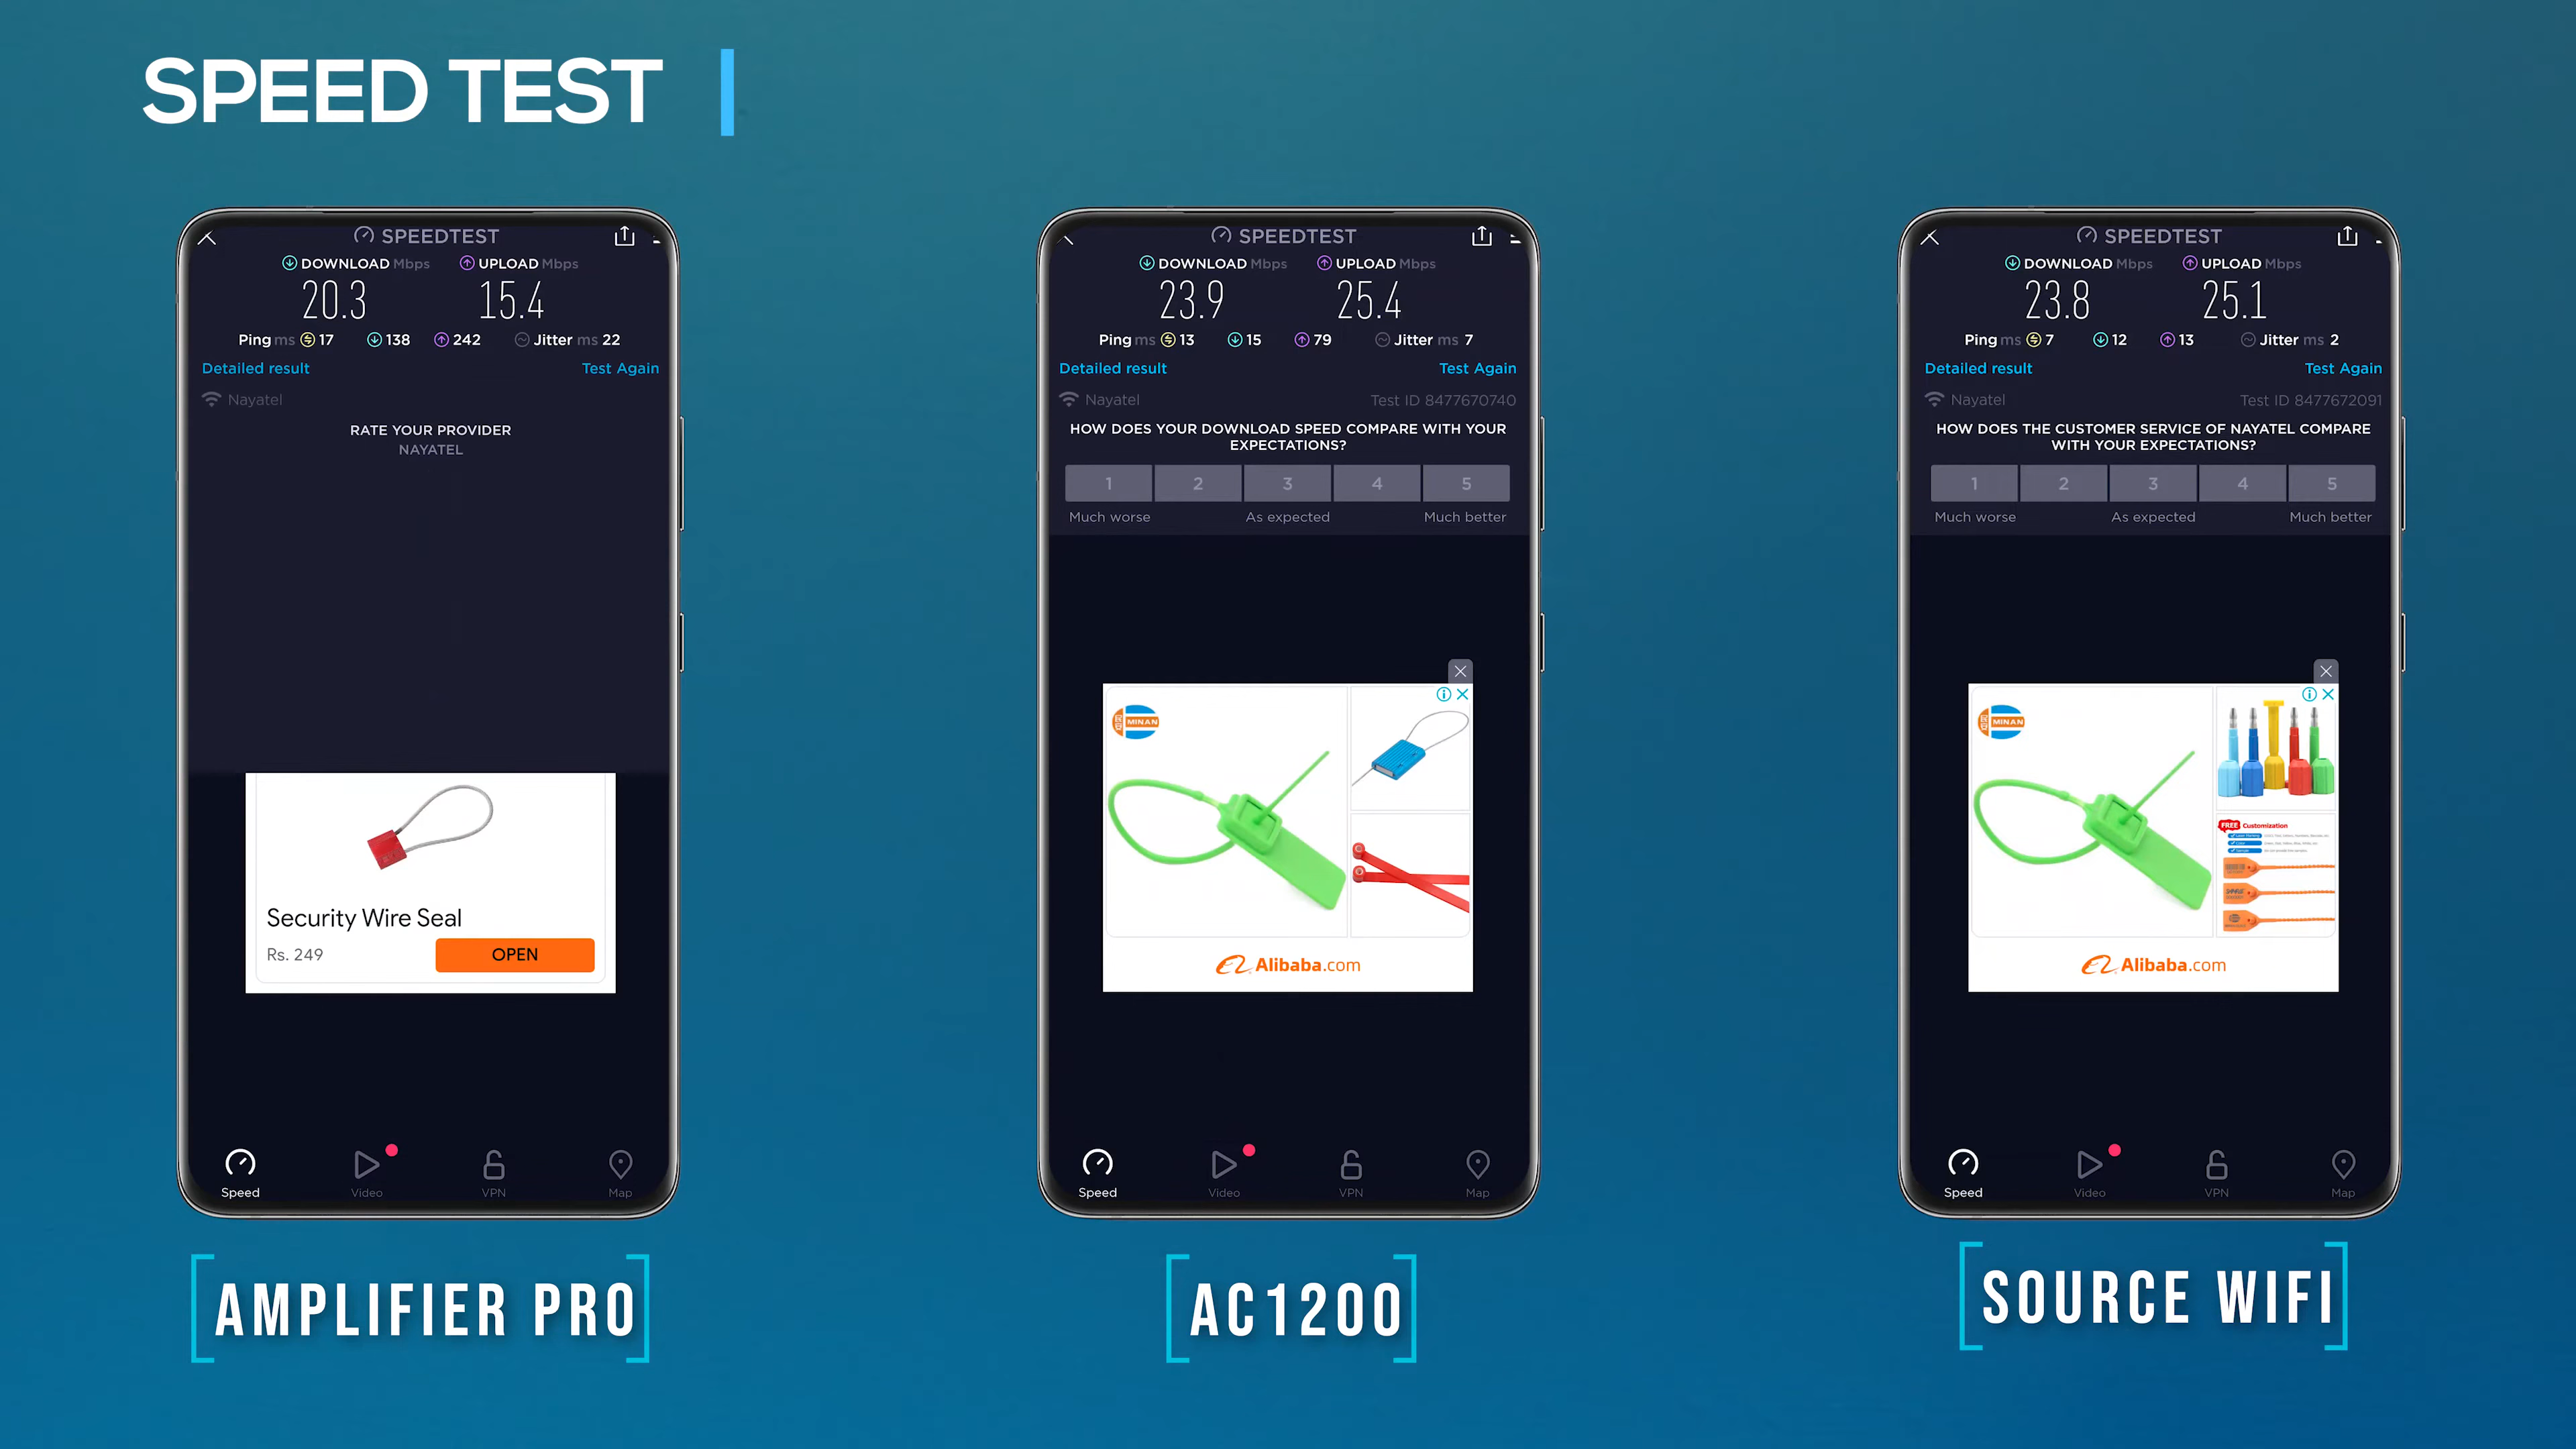 SPEED TEST
SPEEDTEST
DOWNLOAD Mbps UPLOAD Mbps
20.3 15.4
Ping ms 17 138 242 Jitter ms 22
Detailed result Test Again
Nayatel
RATE YOUR PROVIDER
NAYATEL
Security Wire Seal
Rs. 249 OPEN
Speed Video VPN Map
AMPLIFIER PRO
SPEEDTEST
DOWNLOAD Mbps UPLOAD Mbps
23.9 25.4
Ping ms 13 15 79 Jitter ms 7
Detailed result Test Again
Nayatel Test ID 8477670740
HOW DOES YOUR DOWNLOAD SPEED COMPARE WITH YOUR
EXPECTATIONS?
1 2 3 4 5
Much worse As expected Much better
MINAN
Alibaba.com
Speed Video VPN Map
AC1200
SPEEDTEST
DOWNLOAD Mbps UPLOAD Mbps
23.8 25.1
Ping ms 7 12 13 Jitter ms 2
Detailed result Test Again
Nayatel Test ID 8477672091
HOW DOES THE CUSTOMER SERVICE OF NAYATEL COMPARE
WITH YOUR EXPECTATIONS?
1 2 3 4 5
Much worse As expected Much better
MINAN
FREE Customization
Alibaba.com
Speed Video VPN Map
SOURCE WIFI